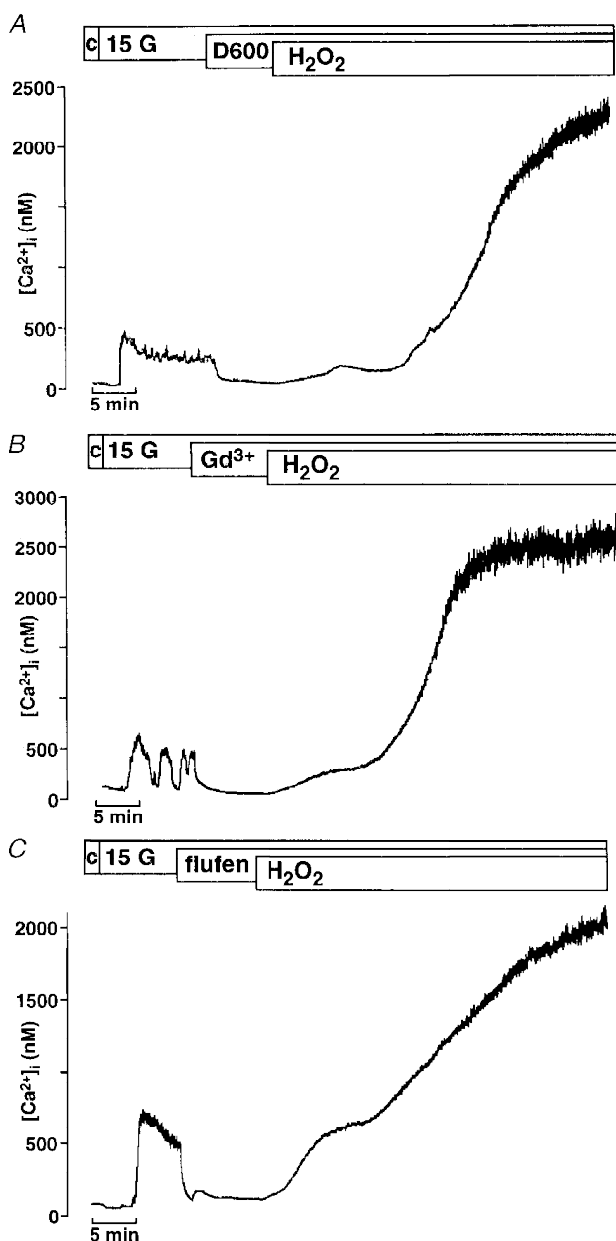 A
c 15 G D600 H₂O₂
2500
2000
500
0
[Ca²⁺]ᵢ (nM)
5 min
B
c 15 G Gd³⁺ H₂O₂
3000
2500
2000
500
0
[Ca²⁺]ᵢ (nM)
5 min
C
c 15 G flufen H₂O₂
2000
1500
500
0
[Ca²⁺]ᵢ (nM)
5 min